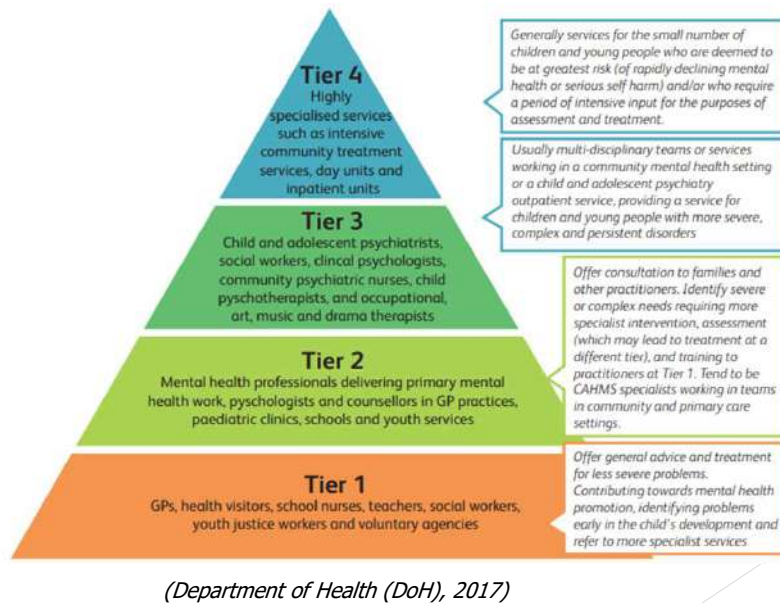 Tier 4
Highly
specialised services
such as intensive
community treatment
services, day units and
inpatient units
Generally services for the small number of
children and young people who are deemed to
be at greatest risk (of rapidly declining mental
health or serious self harm) and/or who require
a period of intensive input for the purposes of
assessment and treatment.
Tier 3
Child and adolescent psychiatrists,
social workers, clincal psychologists,
community psychiatric nurses, child
pyschotherapists, and occupational,
art, music and drama therapists
Usually multi-disciplinary teams or services
working in a community mental health setting
or a child and adolescent psychiatry
outpatient service, providing a service for
children and young people with more severe,
complex and persistent disorders
Tier 2
Mental health professionals delivering primary mental
health work, pyschologists and counsellors in GP practices,
paediatric clinics, schools and youth services
Offer consultation to families and
other practitioners. Identify severe
or complex needs requiring more
specialist intervention, assessment
(which may lead to treatment at a
different tier), and training to
practitioners at Tier 1. Tend to be
CAHMS specialists working in teams
in community and primary care
settings.
Tier 1
GPs, health visitors, school nurses, teachers, social workers,
youth justice workers and voluntary agencies
Offer general advice and treatment
for less severe problems.
Contributing towards mental health
promotion, identifying problems
early in the child's development and
refer to more specialist services
(Department of Health (DoH), 2017)